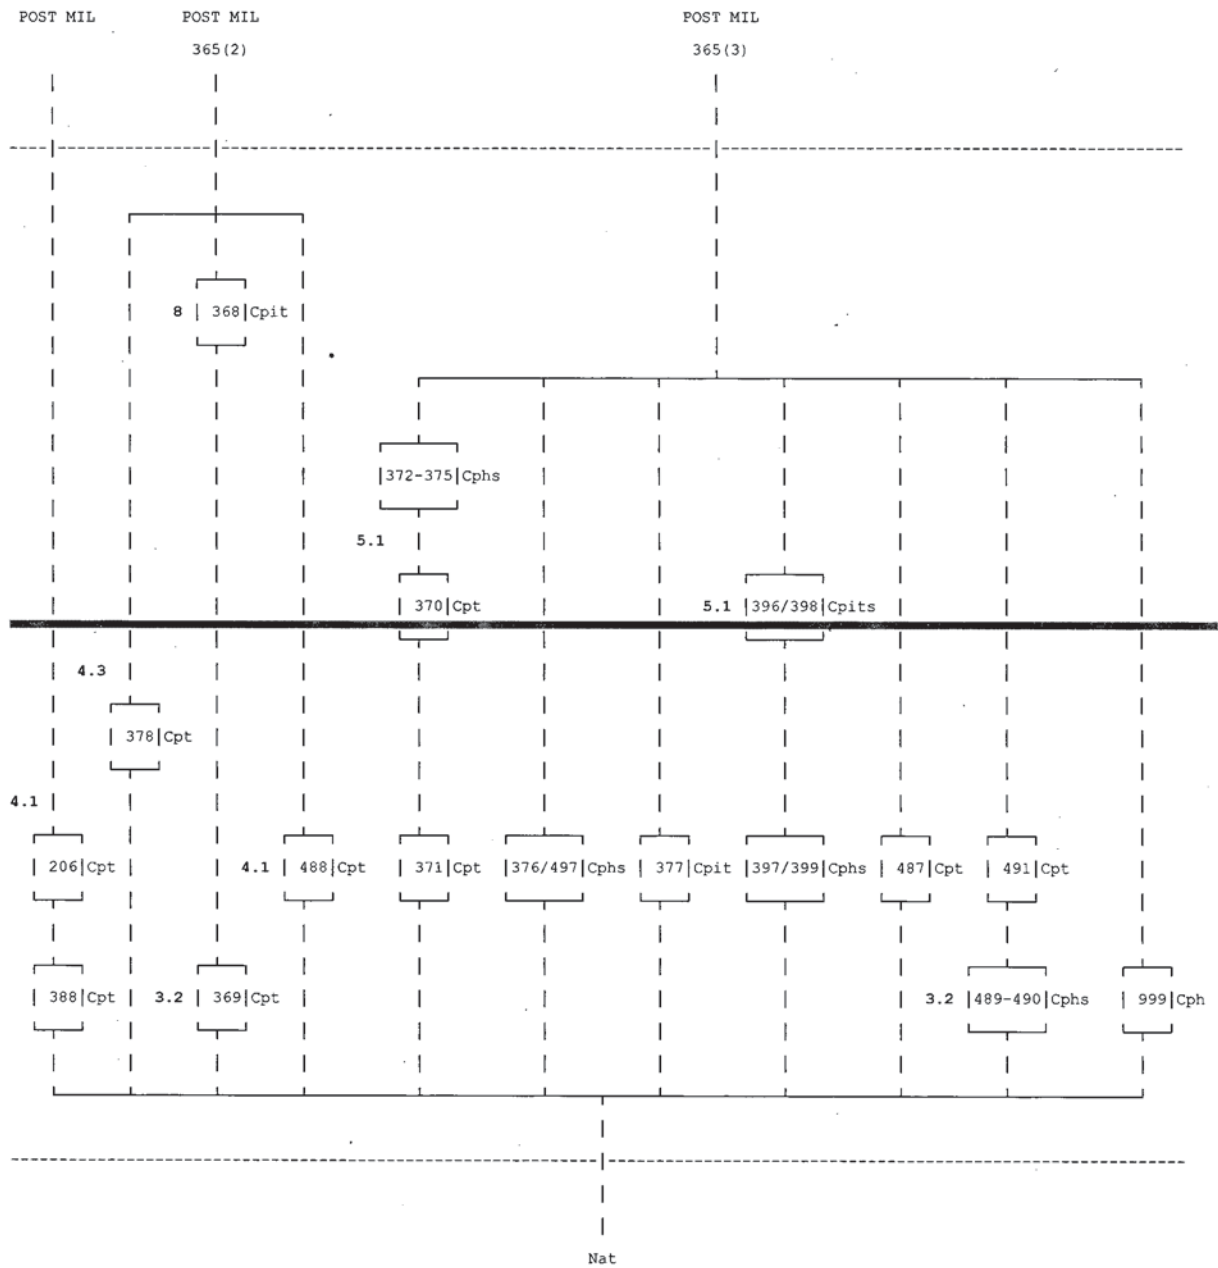 POST MIL POST MIL POST MIL
365(2) 365(3)
8 368 Cpit
372-375 Cphs
5.1
370 Cpt 5.1 396/398 Cpits
4.3
378 Cpt
4.1
206 Cpt 4.1 488 Cpt 371 Cpt 376/497 Cphs 377 Cpit 397/399 Cphs 487 Cpt 491 Cpt
388 Cpt 3.2 369 Cpt 3.2 489-490 Cphs 999 Cph
Nat